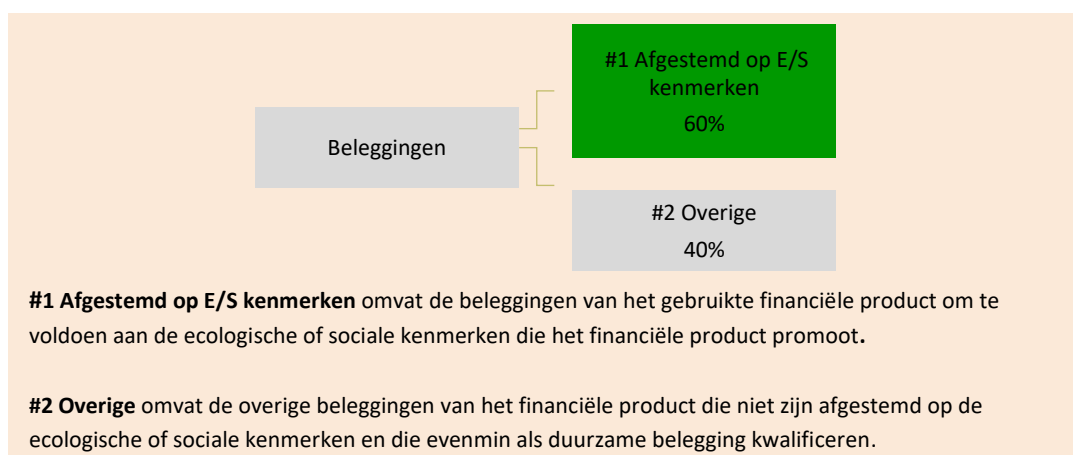 #1 Afgestemd op E/S
kenmerken
60%
Beleggingen
#2 Overige
40%
#1 Afgestemd op E/S kenmerken omvat de beleggingen van het gebruikte financiële product om te
voldoen aan de ecologische of sociale kenmerken die het financiële product promoot.
#2 Overige omvat de overige beleggingen van het financiële product die niet zijn afgestemd op de
ecologische of sociale kenmerken en die evenmin als duurzame belegging kwalificeren.